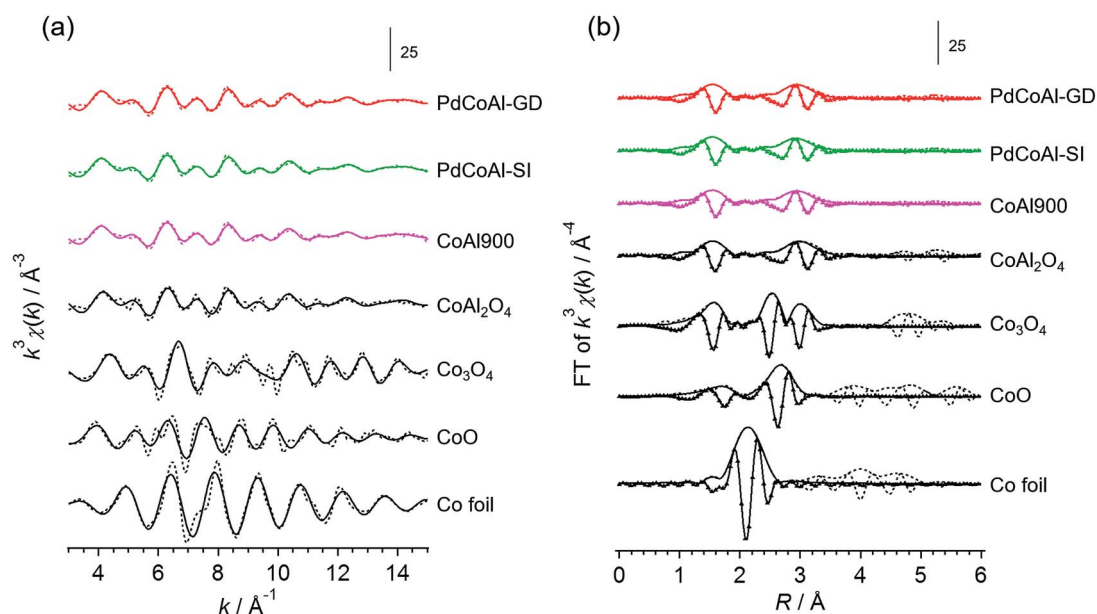 (a)
25
PdCoAl-GD
PdCoAl-SI
CoAl900
CoAl₂O₄
Co₃O₄
CoO
Co foil
k³ χ(k) / Å⁻³
4 6 8 10 12 14
k / Å⁻¹
(b)
25
PdCoAl-GD
PdCoAl-SI
CoAl900
CoAl₂O₄
Co₃O₄
CoO
Co foil
FT of k³ χ(k) / Å⁻⁴
0 1 2 3 4 5 6
R / Å